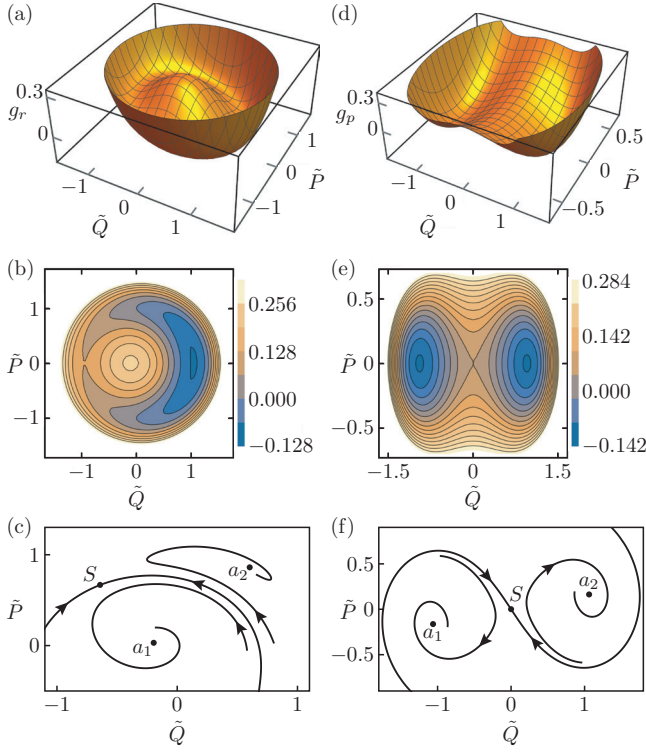 (a)
0.3
g_r
0
−1
0
1
Q̃
−1
0
1
P̃
(d)
0.3
g_p
0
−1
0
1
Q̃
−0.5
0
0.5
P̃
(b)
1
P̃ 0
−1
−1 0 1
Q̃
0.256
0.128
0.000
−0.128
(e)
0.5
P̃ 0
−0.5
−1.5 0 1.5
Q̃
0.284
0.142
0.000
−0.142
(c)
1
P̃
0
S
a_2
a_1
−1 0 1
Q̃
(f)
0.5
P̃ 0
−0.5
S
a_2
a_1
−1 0 1
Q̃